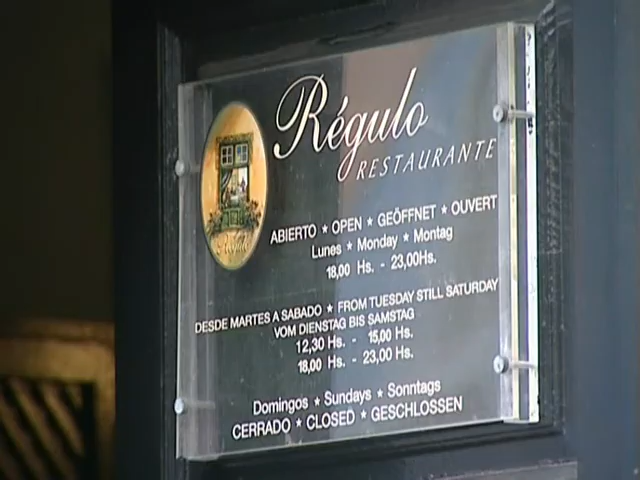 Régulo
RESTAURANTE
ABIERTO ★ OPEN ★ GEÖFFNET ★ OUVERT
Lunes ★ Monday ★ Montag
18,00 Hs. - 23,00Hs.
DESDE MARTES A SABADO ★ FROM TUESDAY STILL SATURDAY
VOM DIENSTAG BIS SAMSTAG
12,30 Hs. - 15,00 Hs.
18,00 Hs. - 23,00 Hs.
Domingos ★ Sundays ★ Sonntags
CERRADO ★ CLOSED ★ GESCHLOSSEN